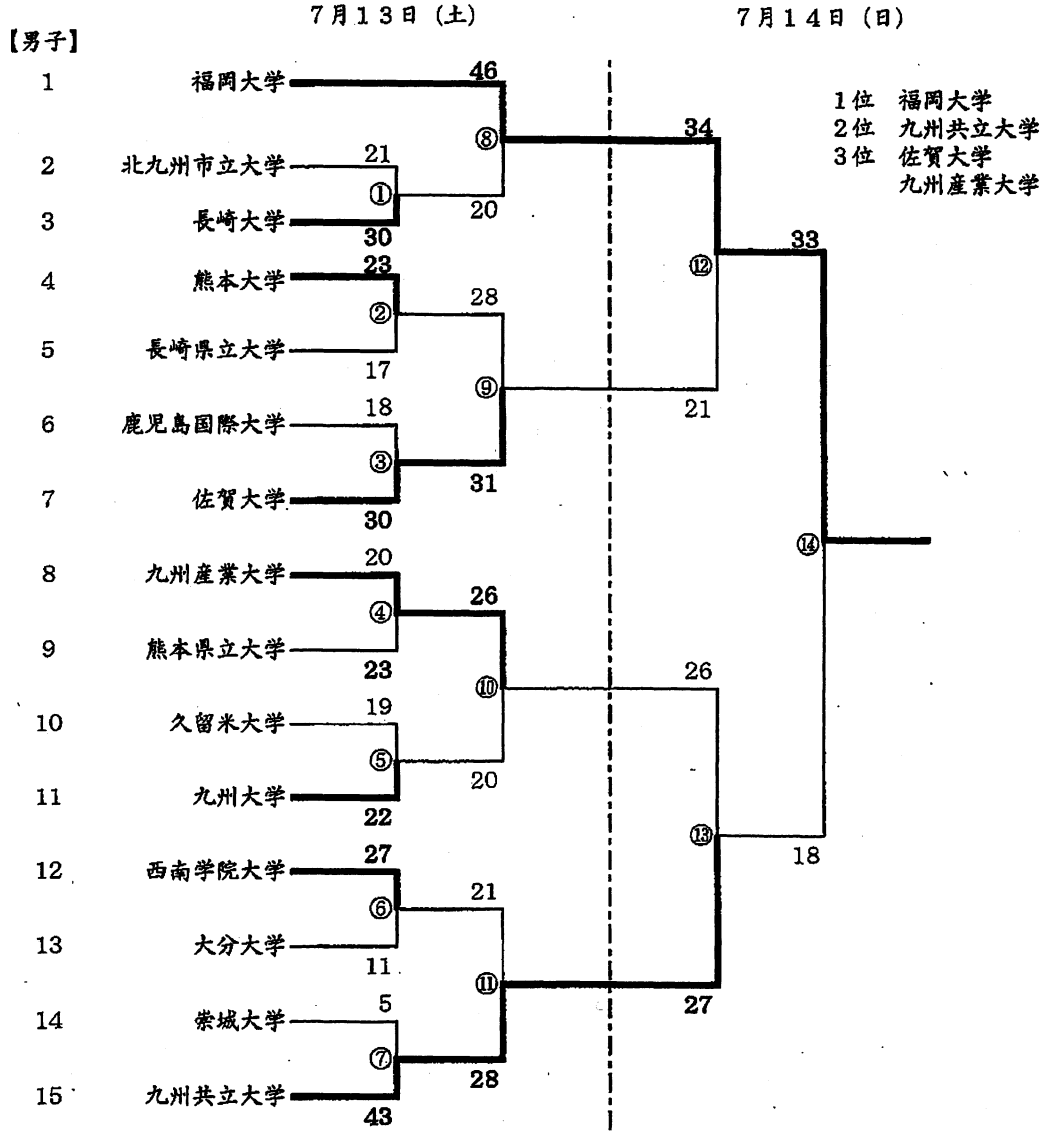 7月13日(土) 7月14日(日)
【男子】
46
1 福岡大学
1位 福岡大学
34
2位 九州共立大学
⑧
21
3位 佐賀大学
2 北九州市立大学
九州産業大学
①
20
3 長崎大学
30
33
23
⑫
4 熊本大学
28
②
5 長崎県立大学
17
⑨
18
21
6 鹿児島国際大学
③
31
7 佐賀大学
30
⑭
20
8 九州産業大学
26
④
9 熊本県立大学
23
26
⑩
19
10 久留米大学
⑤
20
11 九州大学
22
⑬
27
18
12 西南学院大学
21
⑥
13 大分大学
11
⑪
5
27
14 崇城大学
⑦
28
15 九州共立大学
43